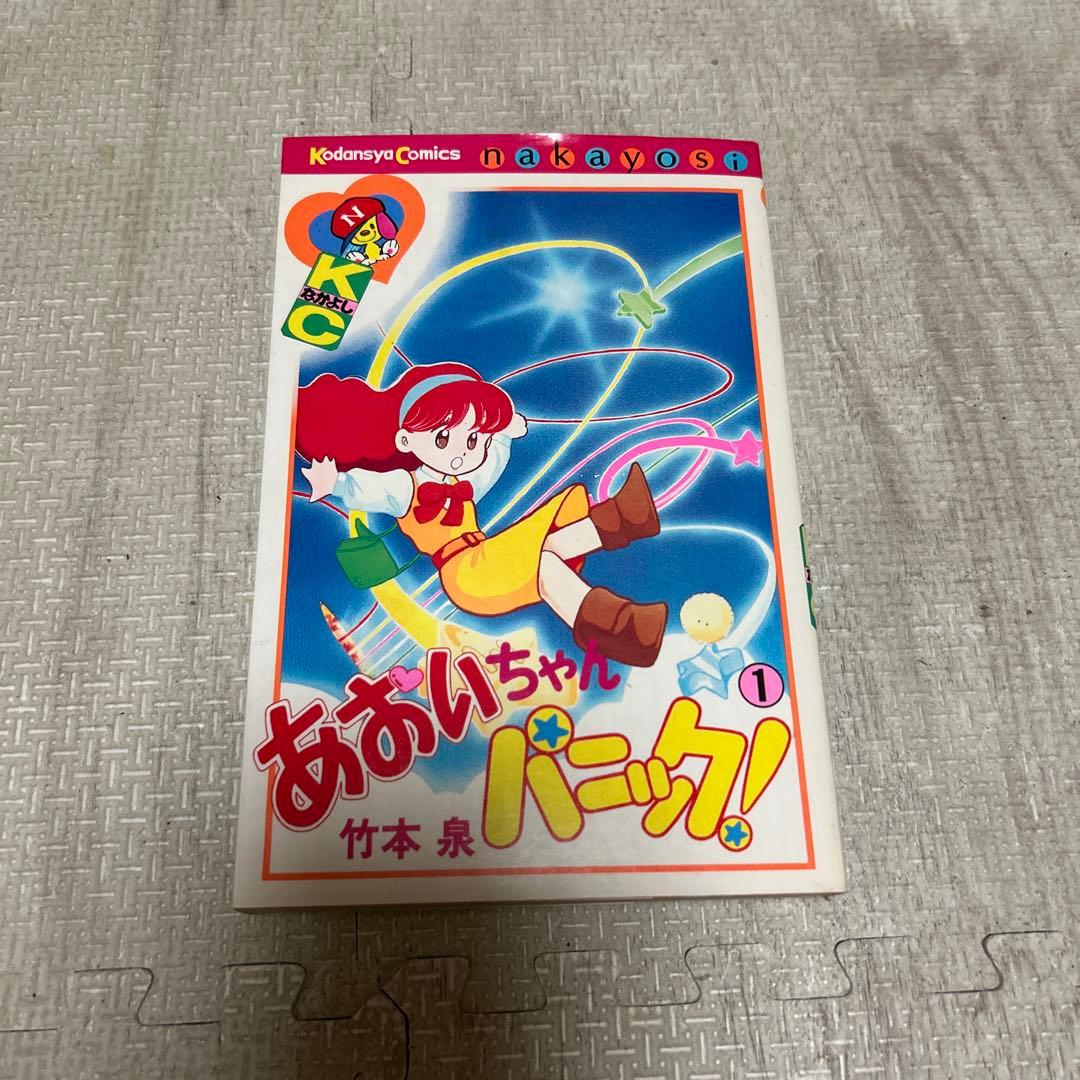 Kodansya Comics nakayosi
N
K
なかよし
C
1
あおいちゃん
パニック!
竹本 泉